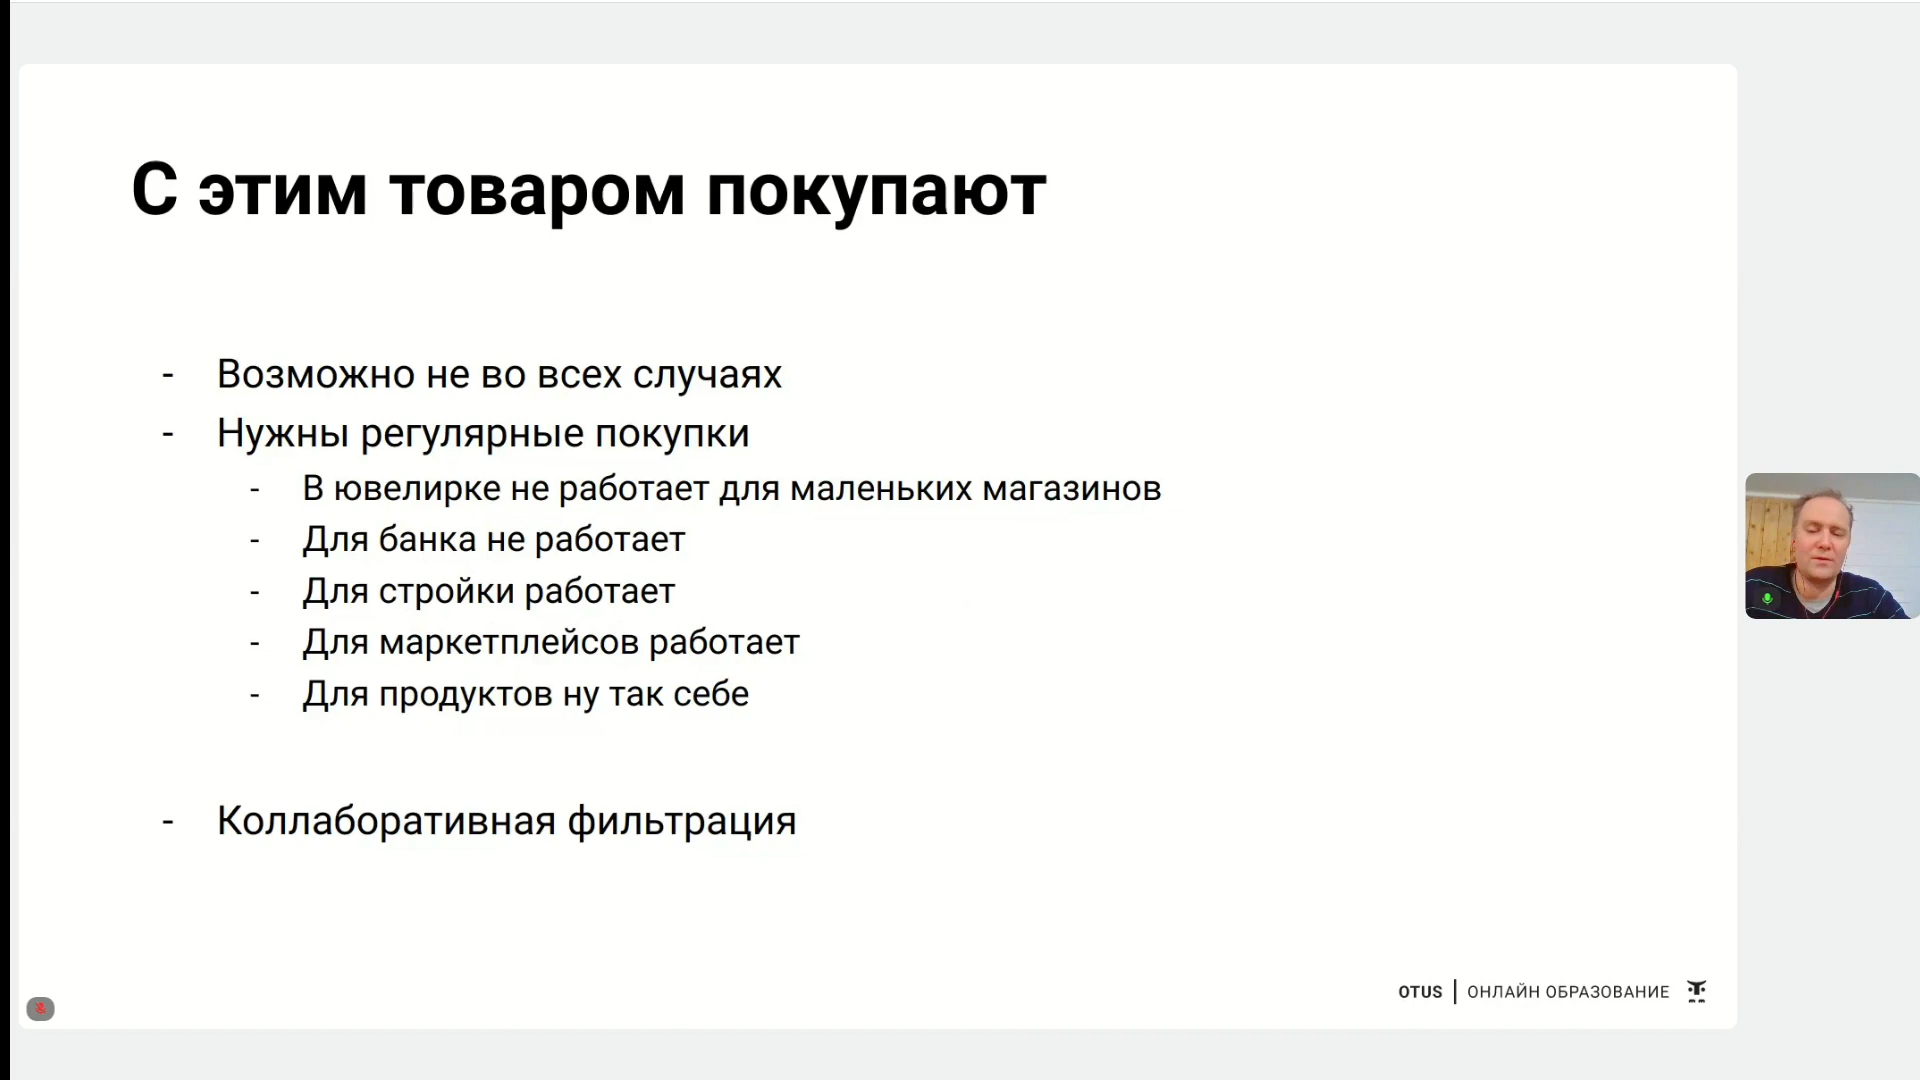 С этим товаром покупают
- Возможно не во всех случаях
- Нужны регулярные покупки
- В ювелирке не работает для маленьких магазинов
- Для банка не работает
- Для стройки работает
- Для маркетплейсов работает
- Для продуктов ну так себе
- Коллаборативная фильтрация
OTUS | ОНЛАЙН ОБРАЗОВАНИЕ